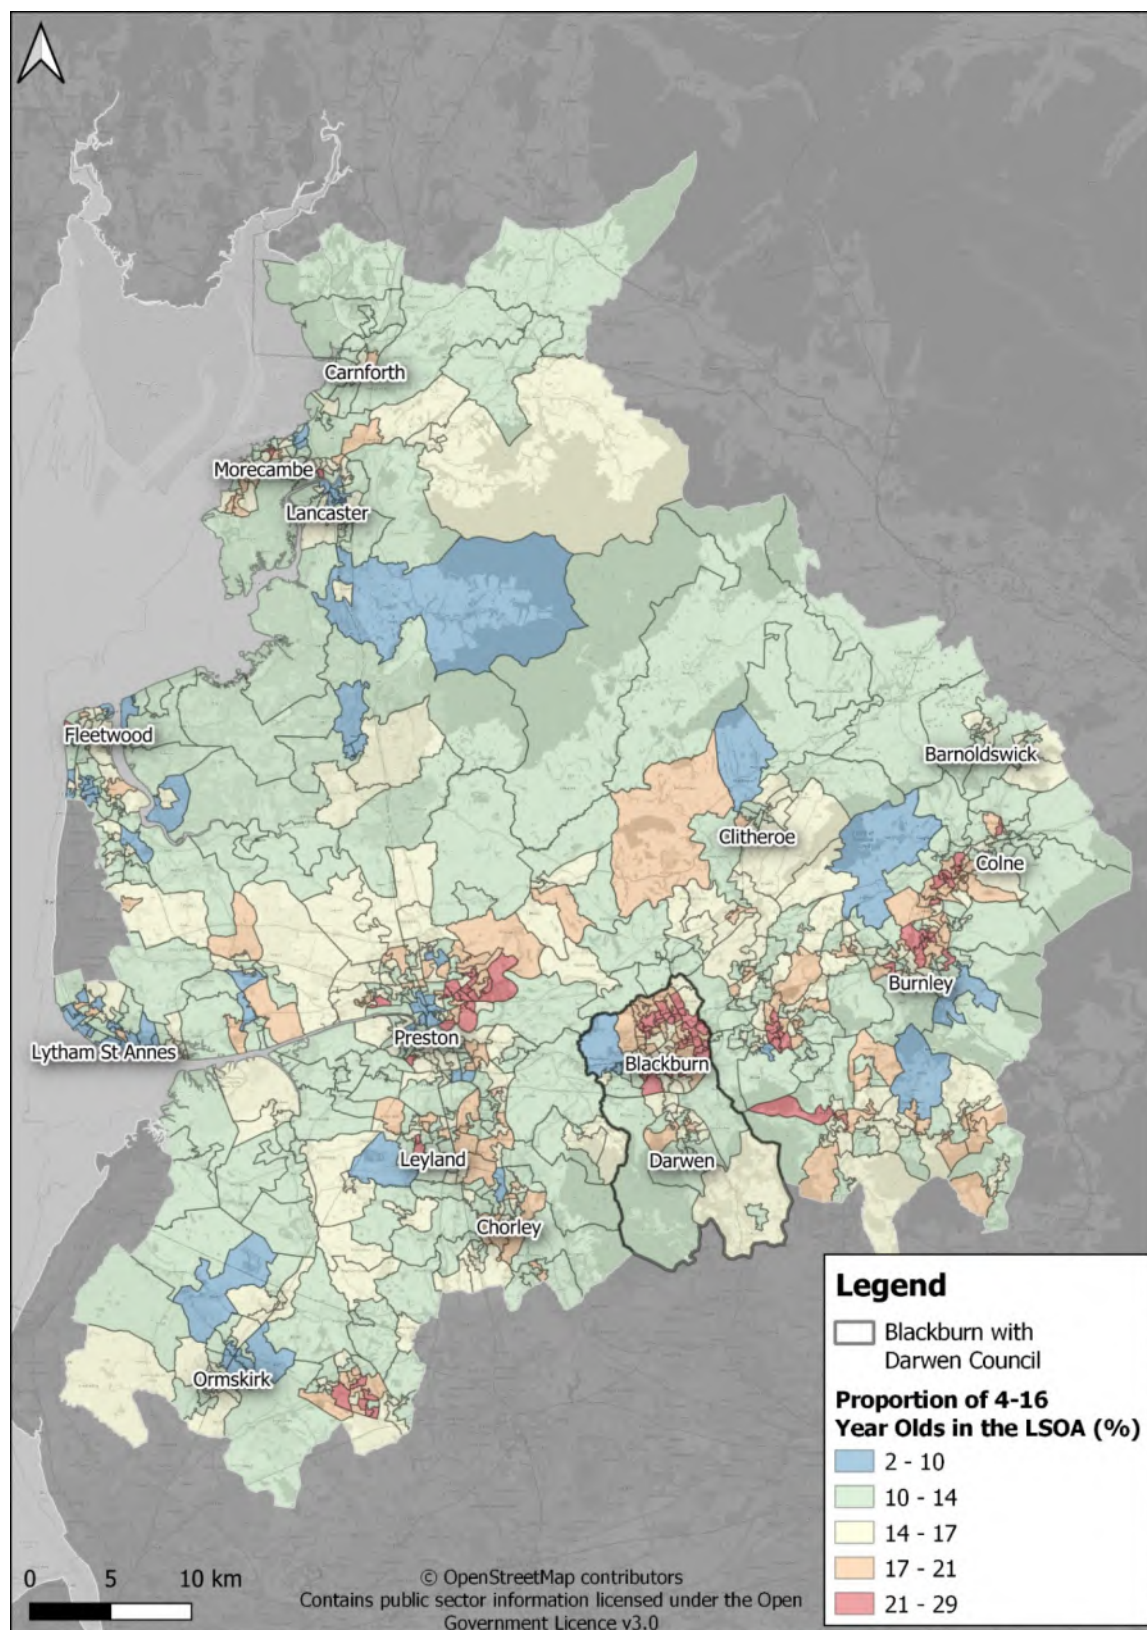 Carnforth
Morecambe
Lancaster
Fleetwood
Barnoldswick
Clitheroe
Colne
Burnley
Preston
Lytham St Annes
Blackburn
Leyland
Darwen
Chorley
Ormskirk
Legend
Blackburn with
Darwen Council
Proportion of 4-16
Year Olds in the LSOA (%)
2 - 10
10 - 14
14 - 17
17 - 21
21 - 29
0 5 10 km
© OpenStreetMap contributors
Contains public sector information licensed under the Open
Government Licence v3.0